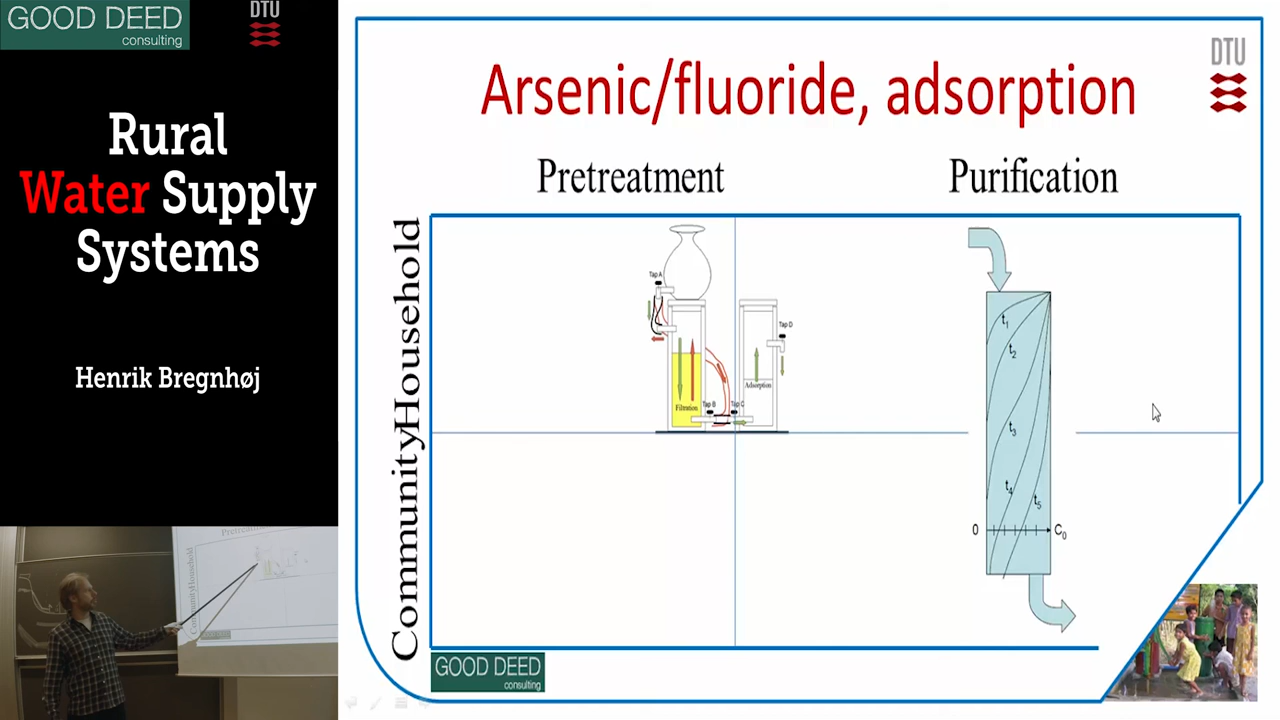 GOOD DEED
consulting
DTU
Rural
Water Supply
Systems
Henrik Bregnhøj
Arsenic/fluoride, adsorption
DTU
Pretreatment
Purification
Household
Community
Tap A
Tap D
Adsorption
Filtration
Tap B
Tap C
t1
t2
t3
t4
t5
0
C0
GOOD DEED
consulting